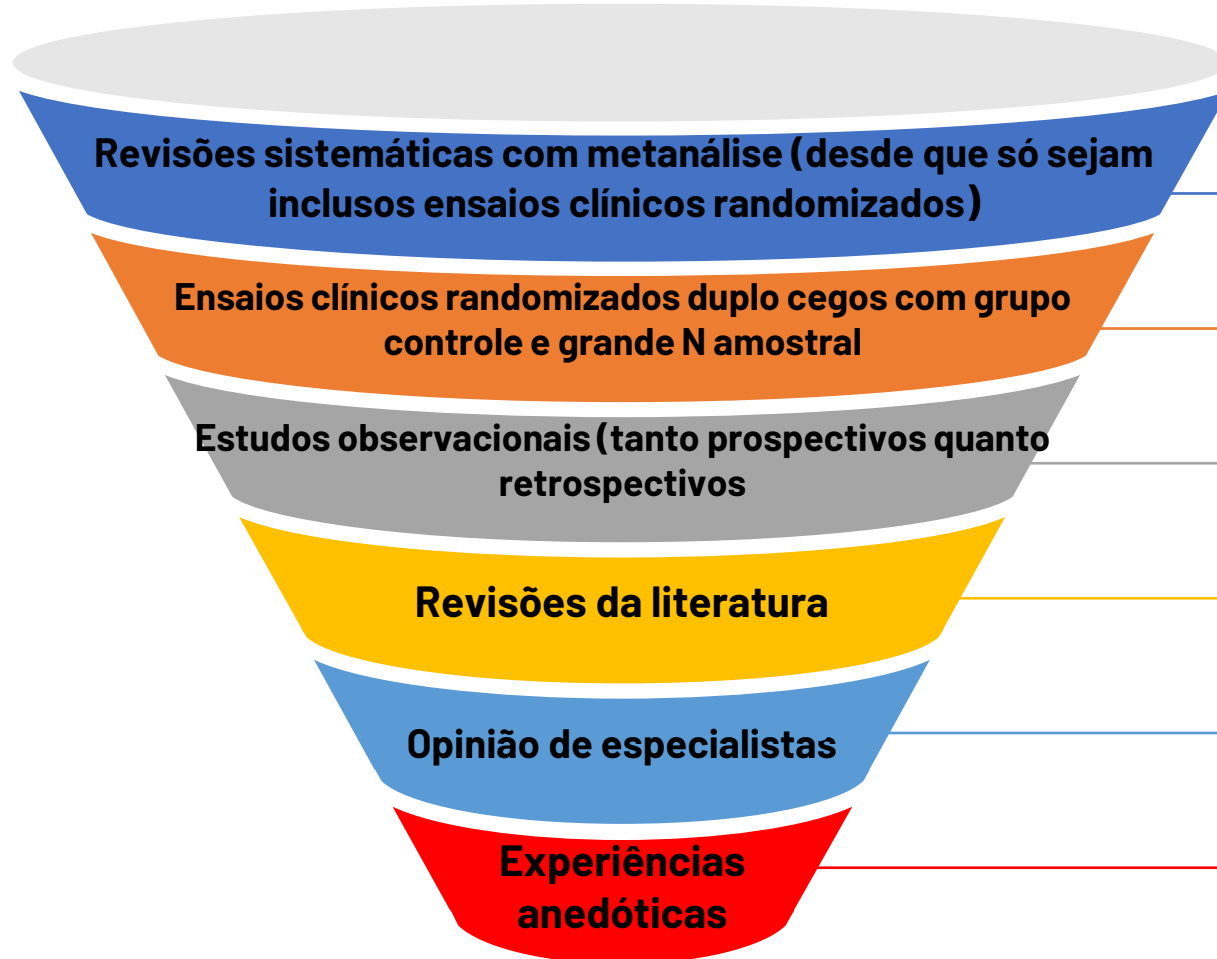 Revisões sistemáticas com metanálise (desde que só sejam
inclusos ensaios clínicos randomizados)
Ensaios clínicos randomizados duplo cegos com grupo
controle e grande N amostral
Estudos observacionais (tanto prospectivos quanto
retrospectivos
Revisões da literatura
Opinião de especialistas
Experiências
anedóticas